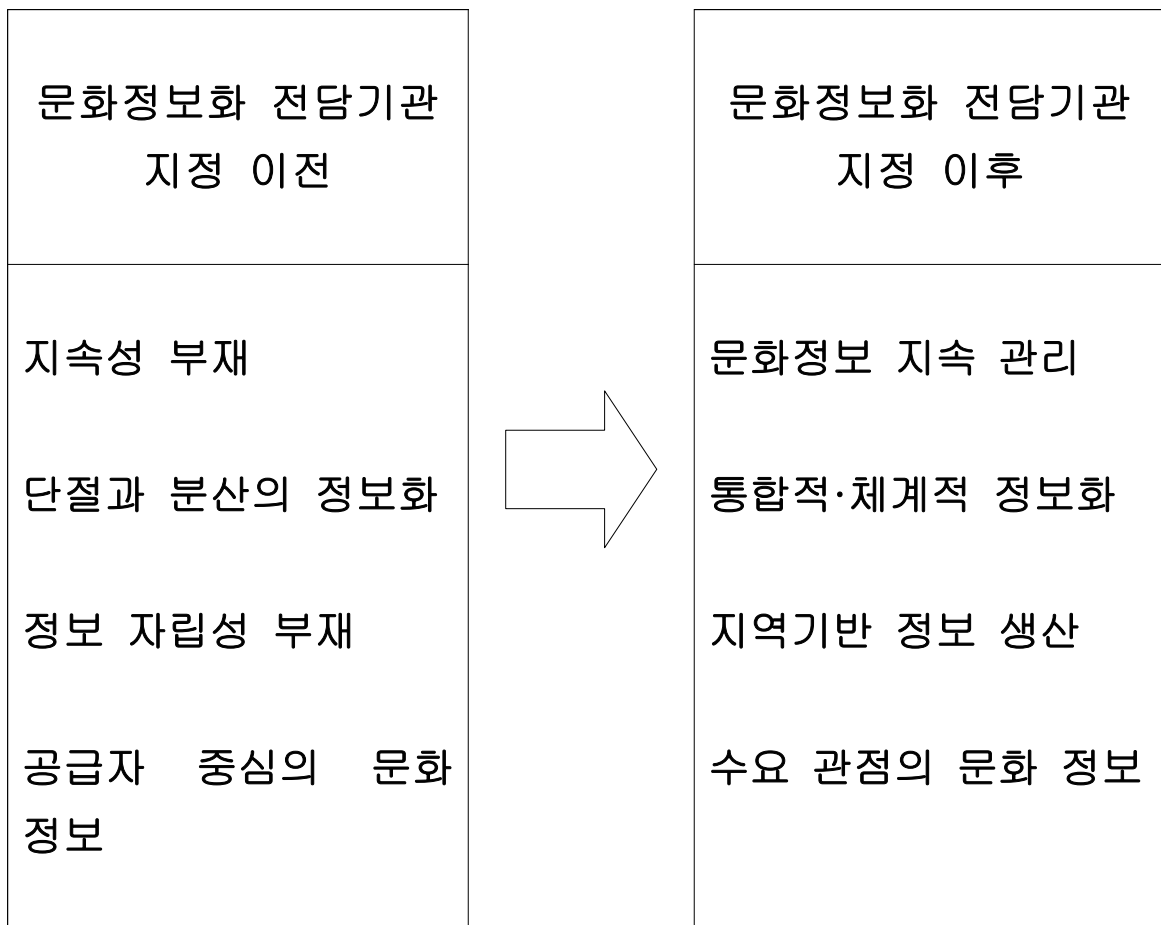 문화정보화 전담기관
지정 이전
지속성 부재
단절과 분산의 정보화
정보 자립성 부재
공급자 중심의 문화
정보
문화정보화 전담기관
지정 이후
문화정보 지속 관리
통합적·체계적 정보화
지역기반 정보 생산
수요 관점의 문화 정보